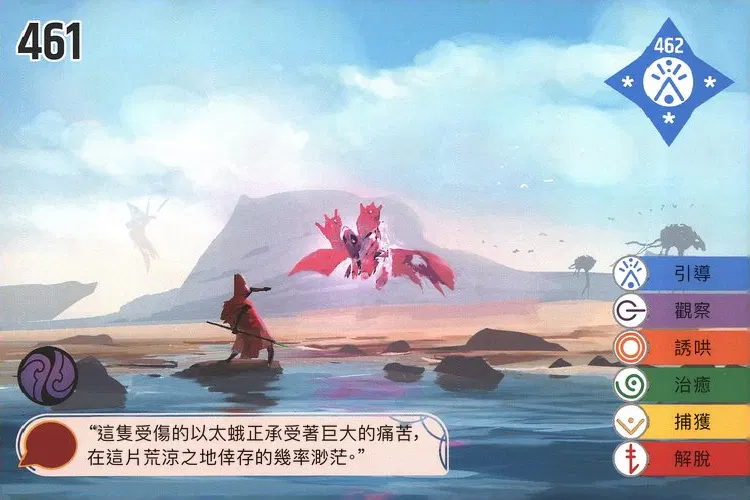 461
462
引導
觀察
誘哄
治癒
捕獲
解脫
“這隻受傷的以太蛾正承受著巨大的痛苦，
在這片荒涼之地倖存的幾率渺茫。”